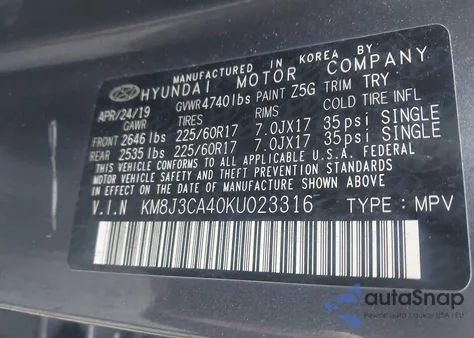 MANUFACTURED IN KOREA BY
HYUNDAI MOTOR COMPANY
APR/24/19 GVWR 4740lbs PAINT Z5G TRIM TRY
GAWR TIRES RIMS COLD TIRE INFL
FRONT 2646lbs 225/60R17 7.0JX17 35psi SINGLE
REAR 2535lbs 225/60R17 7.0JX17 35psi SINGLE
THIS VEHICLE CONFORMS TO ALL APPLICABLE U.S.A. FEDERAL
MOTOR VEHICLE SAFETY AND THEFT PREVENTION STANDARDS
IN EFFECT ON THE DATE OF MANUFACTURE SHOWN ABOVE
V.I.N KM8J3CA40KU023316 TYPE: MPV
autoSnap